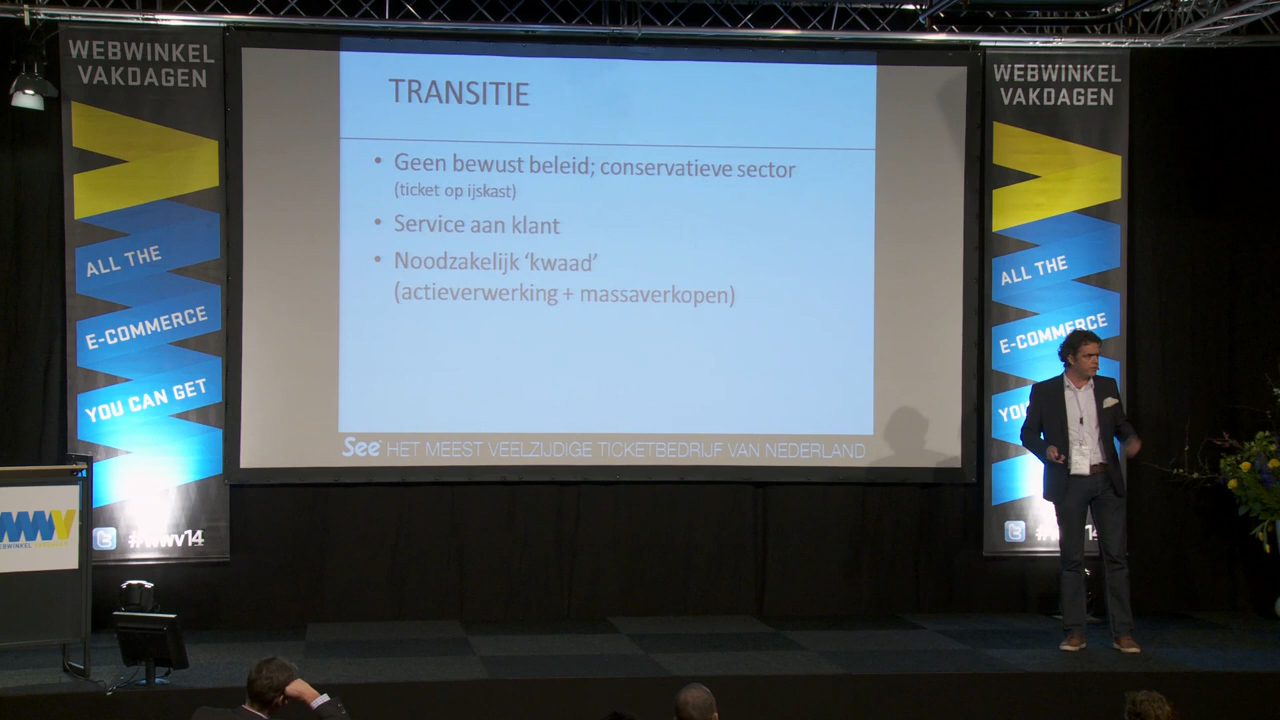 WEBWINKEL
VAKDAGEN
ALL THE
E-COMMERCE
YOU CAN GET
#wwv14
WWV
TRANSITIE
• Geen bewust beleid; conservatieve sector
(ticket op ijskast)
• Service aan klant
• Noodzakelijk ‘kwaad’
(actieverwerking + massaverkopen)
See HET MEEST VEELZIJDIGE TICKETBEDRIJF VAN NEDERLAND
WEBWINKEL
VAKDAGEN
ALL THE
E-COMMERCE